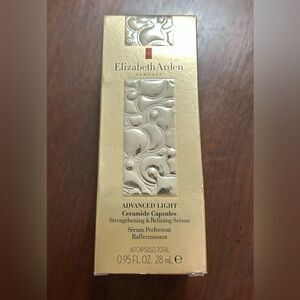 Elizabeth Arden
NEW YORK
ADVANCED LIGHT
Ceramide Capsules
Strengthening & Refining Serum
Sérum Perfecteur
Raffermissant
60 CAPSULES TOTAL
0.95 FL.OZ. 28 mL ℮